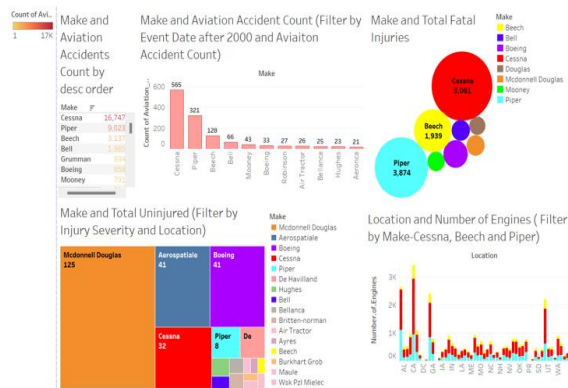 Count of Avi..
1 17K
Make and
Aviation
Accidents
Count by
desc order
Make
Cessna 16,747
Piper 9,023
Beech 3,137
Bell
Grumman
Boeing
Mooney
Make and Aviation Accident Count (Filter by
Event Date after 2000 and Aviaiton
Accident Count)
Make
Count of Aviation..
600
400
200
0
565
321
128
66
43
33
27
26
25
23
21
Cessna
Piper
Beech
Bell
Mooney
Boeing
Robinson
Air Tractor
Bellanca
Hughes
Aeronca
Make and Total Fatal
Injuries
Cessna
Beech
1,939
Piper
3,874
Make
Beech
Bell
Boeing
Cessna
Douglas
Mcdonnell Douglas
Mooney
Piper
Make and Total Uninjured (Filter by
Injury Severity and Location)
Mcdonnell Douglas
125
Aerospatiale
41
Boeing
41
Cessna
32
Piper
8
De
Make
Mcdonnell Douglas
Aerospatiale
Boeing
Cessna
Piper
De Havilland
Hughes
Bell
Bellanca
Britten-norman
Air Tractor
Ayres
Beech
Burkhart Grob
Maule
Wsk Pzl Mielec
Location and Number of Engines ( Filter
by Make-Cessna, Beech and Piper)
Location
Number.of.Engines
3K
2K
1K
0K
AL
CA
DC
GA
IA
IN
LA
ME
MO
NC
NH
NV
OK
PR
SD
UT
WA